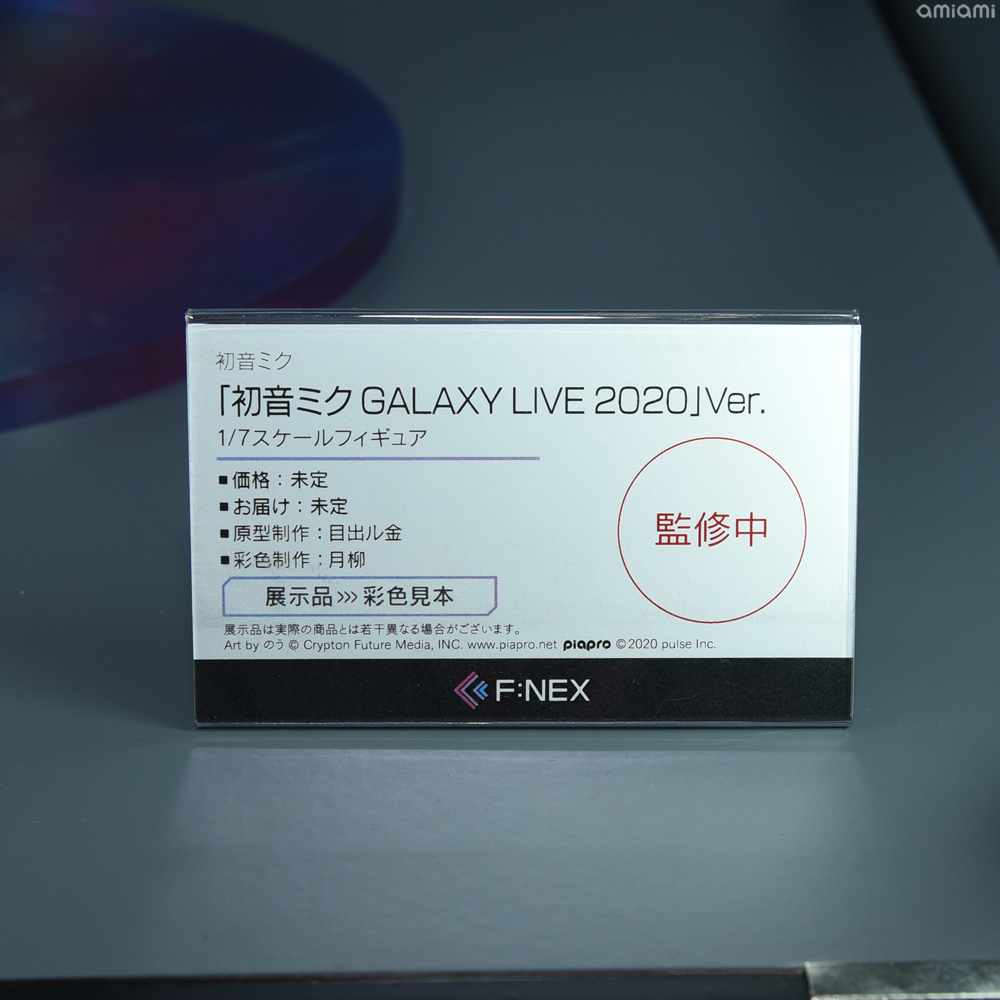 amiami
初音ミク
「初音ミク GALAXY LIVE 2020」Ver.
1/7スケールフィギュア
■価格：未定
■お届け：未定
■原型制作：目出ル金
■彩色制作：月柳
監修中
展示品>>>彩色見本
展示品は実際の商品とは若干異なる場合がございます。
Art by のう © Crypton Future Media, INC. www.piapro.net piapro ©2020 pulse Inc.
F:NEX